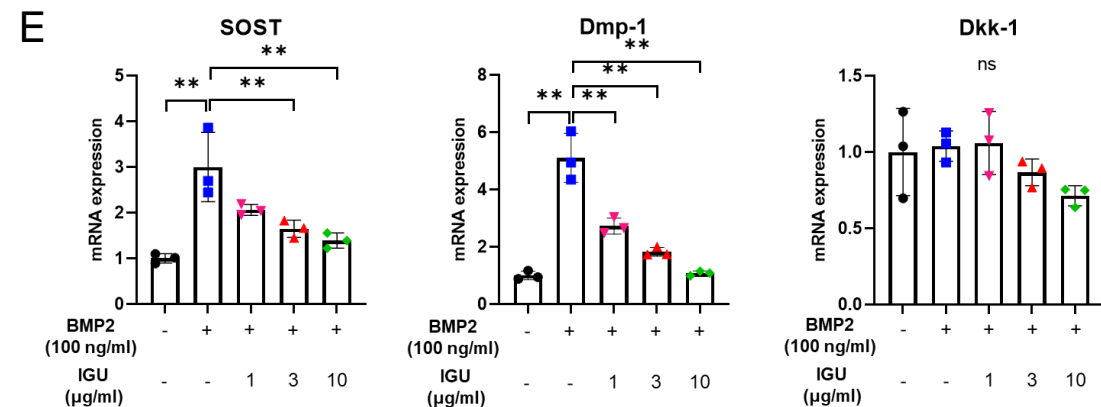 E
SOST
Dmp-1
Dkk-1
**
**
**
**
**
** **
ns
mRNA expression
5
4
3
2
1
0
mRNA expression
8
6
4
2
0
mRNA expression
1.5
1.0
0.5
0.0
BMP2 - + + + +
(100 ng/ml)
IGU - - 1 3 10
(μg/ml)
BMP2 - + + + +
(100 ng/ml)
IGU - - 1 3 10
(μg/ml)
BMP2 - + + + +
(100 ng/ml)
IGU - - 1 3 10
(μg/ml)